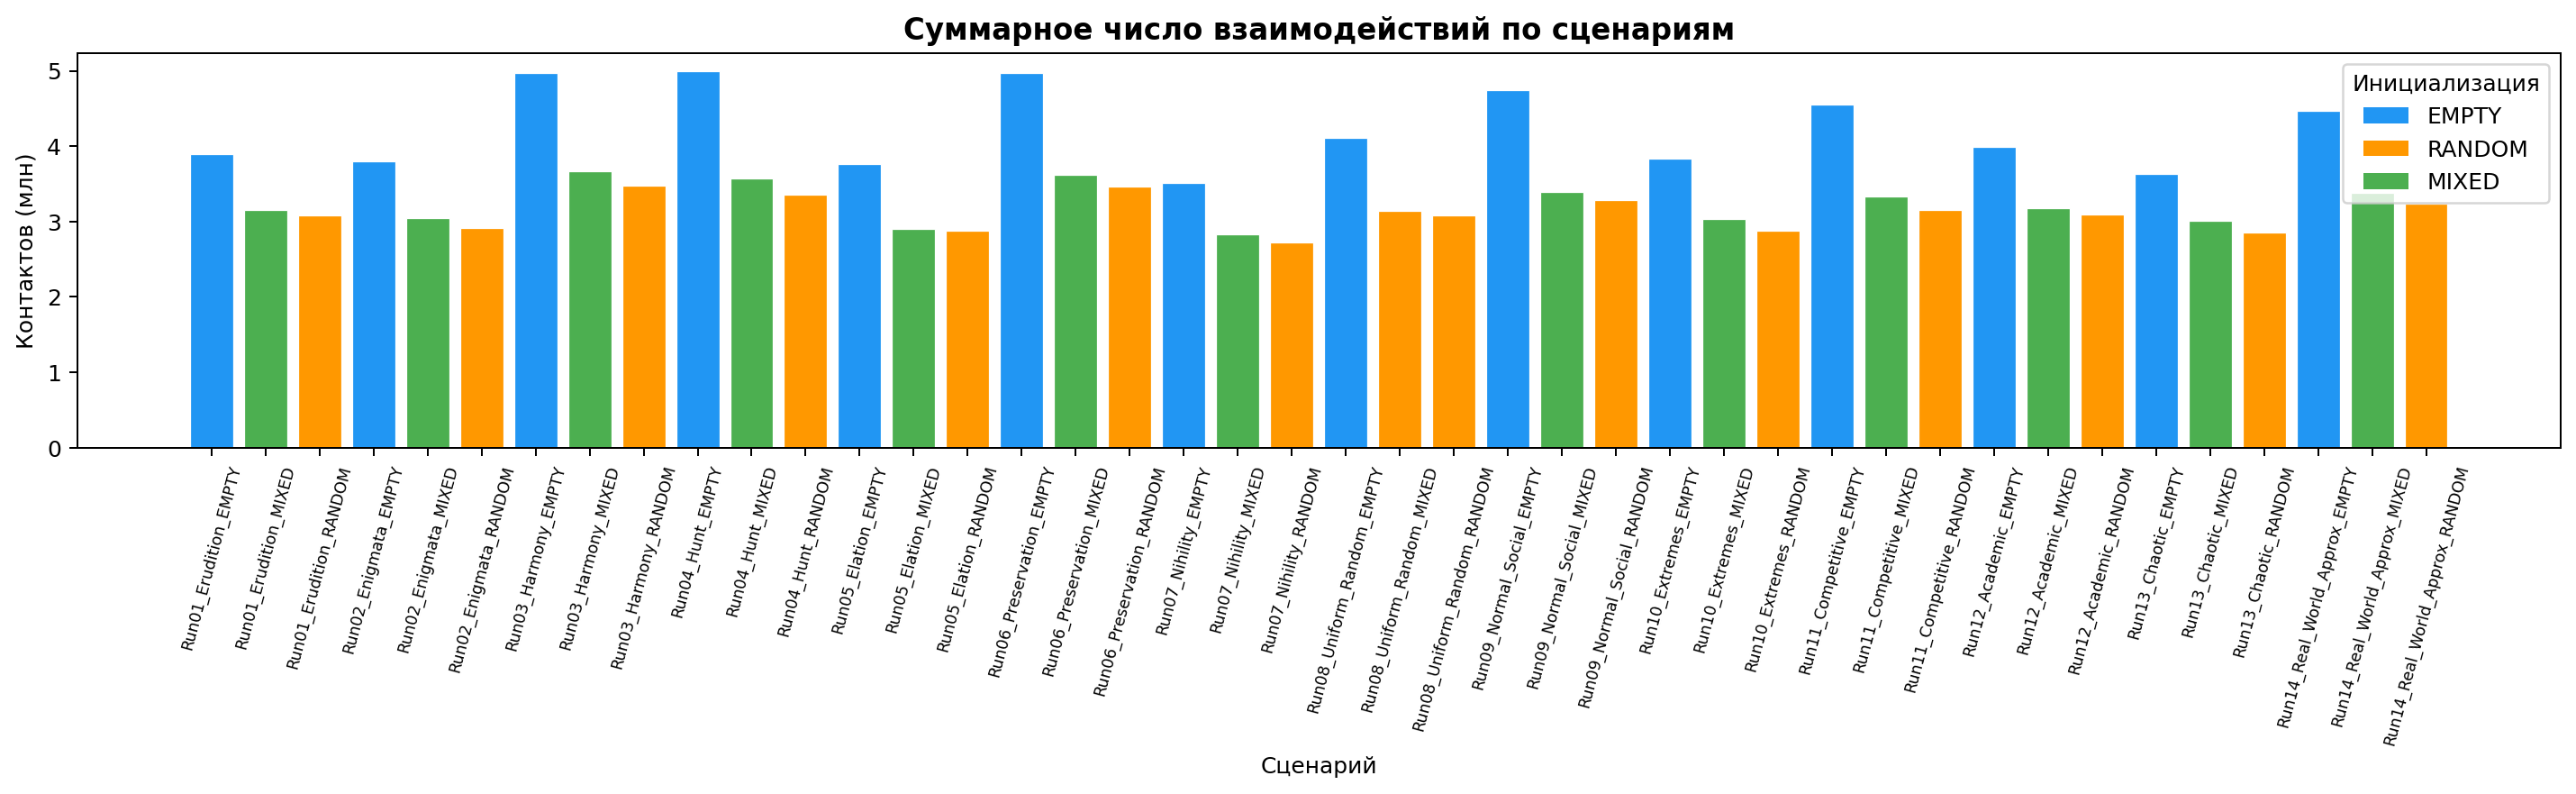 Суммарное число взаимодействий по сценариям
Контактов (млн)
5
4
3
2
1
0
Инициализация
EMPTY
RANDOM
MIXED
Run01_Erudition_EMPTY
Run01_Erudition_MIXED
Run01_Erudition_RANDOM
Run02_Enigmata_EMPTY
Run02_Enigmata_MIXED
Run02_Enigmata_RANDOM
Run03_Harmony_EMPTY
Run03_Harmony_MIXED
Run03_Harmony_RANDOM
Run04_Hunt_EMPTY
Run04_Hunt_MIXED
Run04_Hunt_RANDOM
Run05_Elation_EMPTY
Run05_Elation_MIXED
Run05_Elation_RANDOM
Run06_Preservation_EMPTY
Run06_Preservation_MIXED
Run06_Preservation_RANDOM
Run07_Nihility_EMPTY
Run07_Nihility_MIXED
Run07_Nihility_RANDOM
Run08_Uniform_Random_EMPTY
Run08_Uniform_Random_MIXED
Run08_Uniform_Random_RANDOM
Run09_Normal_Social_EMPTY
Run09_Normal_Social_MIXED
Run09_Normal_Social_RANDOM
Run10_Extremes_EMPTY
Run10_Extremes_MIXED
Run10_Extremes_RANDOM
Run11_Competitive_EMPTY
Run11_Competitive_MIXED
Run11_Competitive_RANDOM
Run12_Academic_EMPTY
Run12_Academic_MIXED
Run12_Academic_RANDOM
Run13_Chaotic_EMPTY
Run13_Chaotic_MIXED
Run13_Chaotic_RANDOM
Run14_Real_World_Approx_EMPTY
Run14_Real_World_Approx_MIXED
Run14_Real_World_Approx_RANDOM
Сценарий